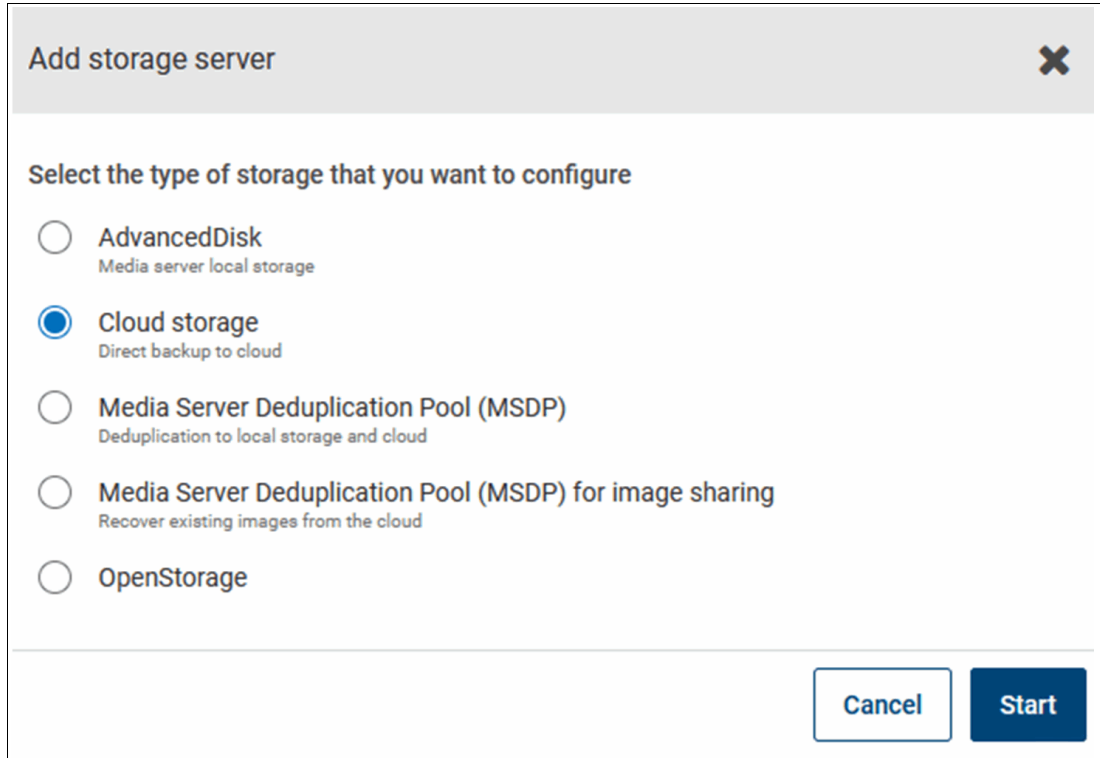 Add storage server
Select the type of storage that you want to configure
AdvancedDisk
Media server local storage
Cloud storage
Direct backup to cloud
Media Server Deduplication Pool (MSDP)
Deduplication to local storage and cloud
Media Server Deduplication Pool (MSDP) for image sharing
Recover existing images from the cloud
OpenStorage
Cancel
Start